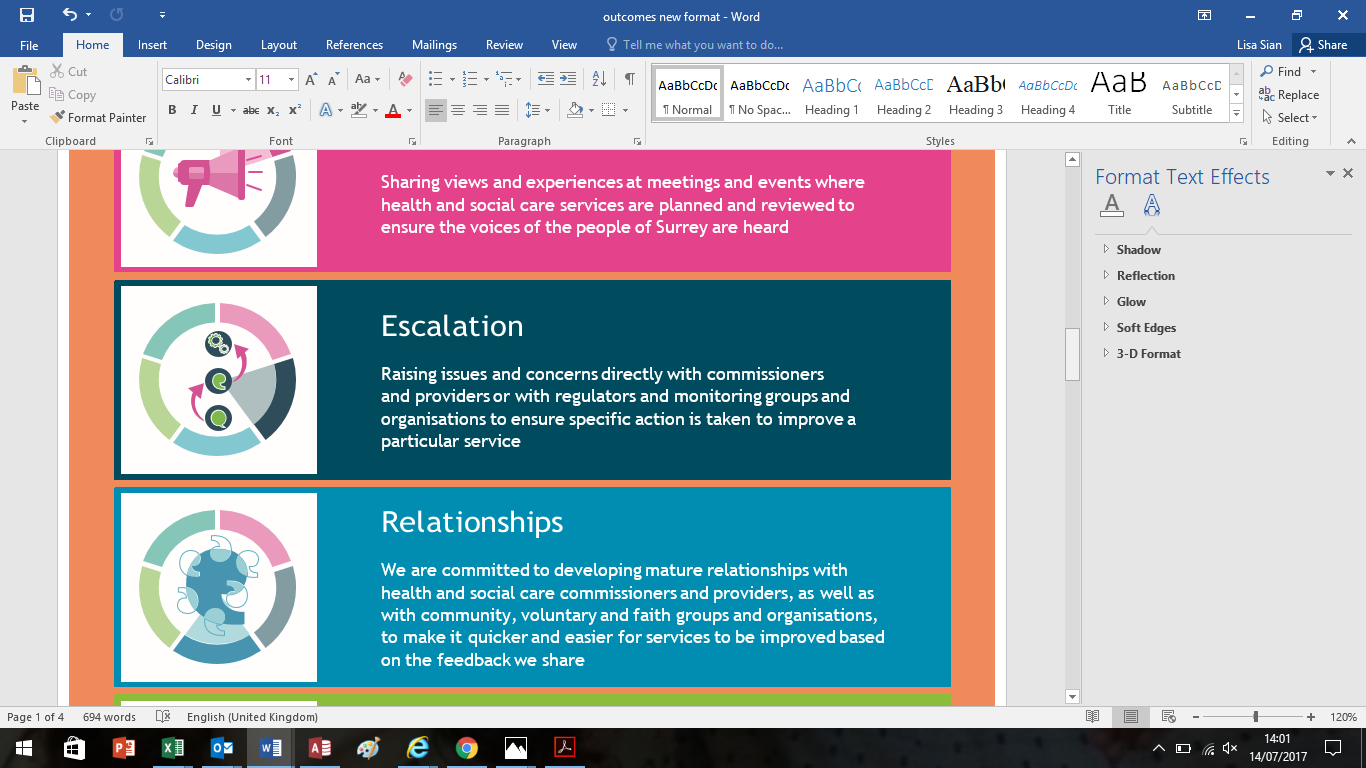 outcomes new format - Word
File Home Insert Design Layout References Mailings Review View Tell me what you want to do... Lisa Sian Share
Paste
Cut
Copy
Format Painter
Clipboard
Calibri 11
Aa
B I U abc x₂ x² A A
Font
Paragraph
AaBbCcDc AaBbCcDc AaBbCc AaBbCcD AaBbC AaBbCcDc AaB AaBbCcD
¶ Normal ¶ No Spac... Heading 1 Heading 2 Heading 3 Heading 4 Title Subtitle
Styles
Find
Replace
Select
Editing
Sharing views and experiences at meetings and events where
health and social care services are planned and reviewed to
ensure the voices of the people of Surrey are heard
Escalation
Raising issues and concerns directly with commissioners
and providers or with regulators and monitoring groups and
organisations to ensure specific action is taken to improve a
particular service
Relationships
We are committed to developing mature relationships with
health and social care commissioners and providers, as well as
with community, voluntary and faith groups and organisations,
to make it quicker and easier for services to be improved based
on the feedback we share
Format Text Effects
A A
Shadow
Reflection
Glow
Soft Edges
3-D Format
Page 1 of 4 694 words English (United Kingdom) 120%
14:01
14/07/2017